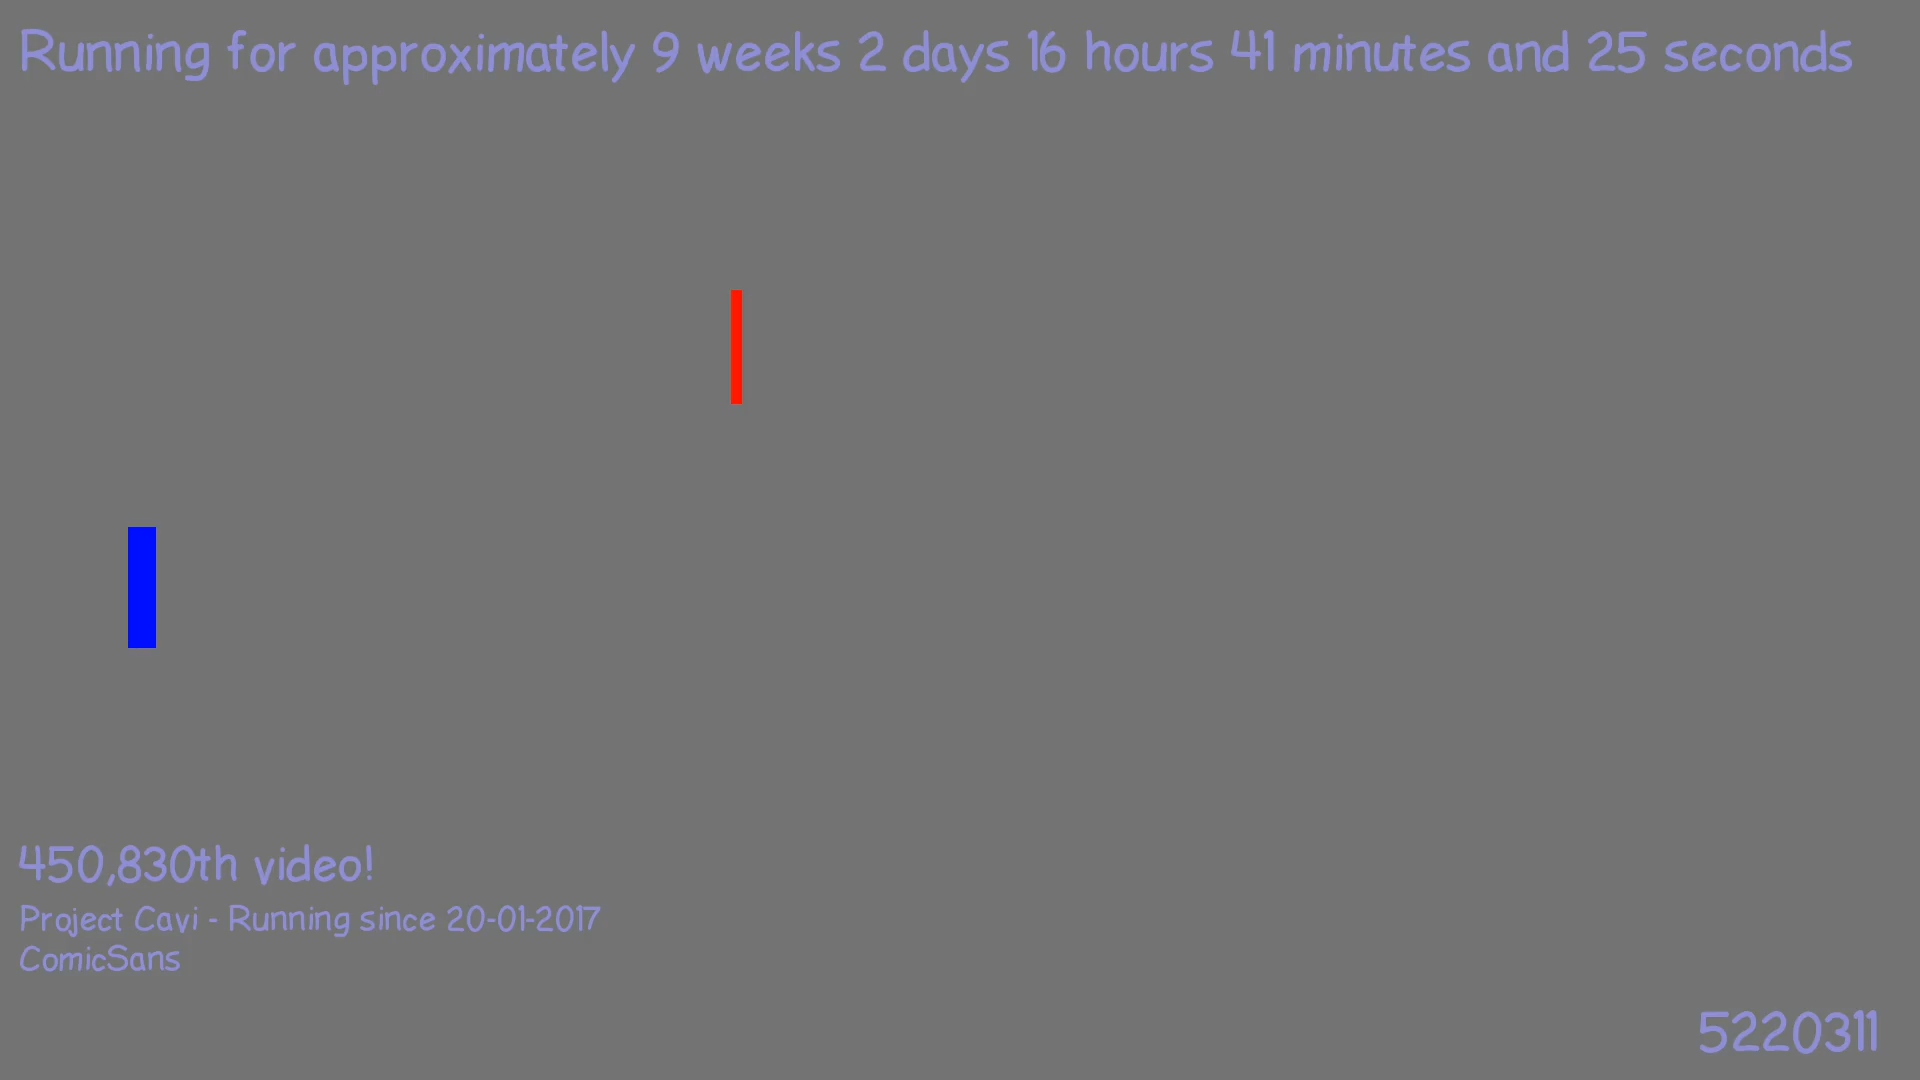 Running for approximately 9 weeks 2 days 16 hours 41 minutes and 25 seconds
450,830th video!
Project Cavi - Running since 20-01-2017
ComicSans
5220311